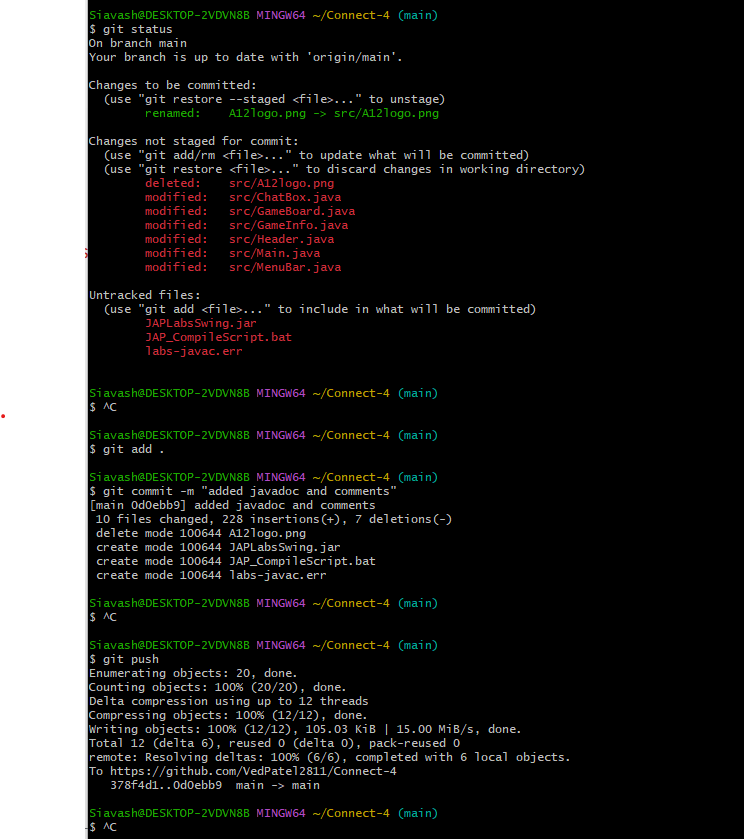 Siavash@DESKTOP-2VDVN8B MINGW64 ~/Connect-4 (main)
$ git status
On branch main
Your branch is up to date with 'origin/main'.
Changes to be committed:
  (use "git restore --staged <file>..." to unstage)
        renamed:    A12logo.png -> src/A12logo.png
Changes not staged for commit:
  (use "git add/rm <file>..." to update what will be committed)
  (use "git restore <file>..." to discard changes in working directory)
        deleted:    src/A12logo.png
        modified:   src/ChatBox.java
        modified:   src/GameBoard.java
        modified:   src/GameInfo.java
        modified:   src/Header.java
        modified:   src/Main.java
        modified:   src/MenuBar.java
Untracked files:
  (use "git add <file>..." to include in what will be committed)
        JAPLabsSwing.jar
        JAP_CompileScript.bat
        labs-javac.err
Siavash@DESKTOP-2VDVN8B MINGW64 ~/Connect-4 (main)
$ ^C
Siavash@DESKTOP-2VDVN8B MINGW64 ~/Connect-4 (main)
$ git add .
Siavash@DESKTOP-2VDVN8B MINGW64 ~/Connect-4 (main)
$ git commit -m "added javadoc and comments"
[main 0d0ebb9] added javadoc and comments
 10 files changed, 228 insertions(+), 7 deletions(-)
 delete mode 100644 A12logo.png
 create mode 100644 JAPLabsSwing.jar
 create mode 100644 JAP_CompileScript.bat
 create mode 100644 labs-javac.err
Siavash@DESKTOP-2VDVN8B MINGW64 ~/Connect-4 (main)
$ ^C
Siavash@DESKTOP-2VDVN8B MINGW64 ~/Connect-4 (main)
$ git push
Enumerating objects: 20, done.
Counting objects: 100% (20/20), done.
Delta compression using up to 12 threads
Compressing objects: 100% (12/12), done.
Writing objects: 100% (12/12), 105.03 KiB | 15.00 MiB/s, done.
Total 12 (delta 6), reused 0 (delta 0), pack-reused 0
remote: Resolving deltas: 100% (6/6), completed with 6 local objects.
To https://github.com/VedPatel2811/Connect-4
   378f4d1..0d0ebb9  main -> main
Siavash@DESKTOP-2VDVN8B MINGW64 ~/Connect-4 (main)
$ ^C